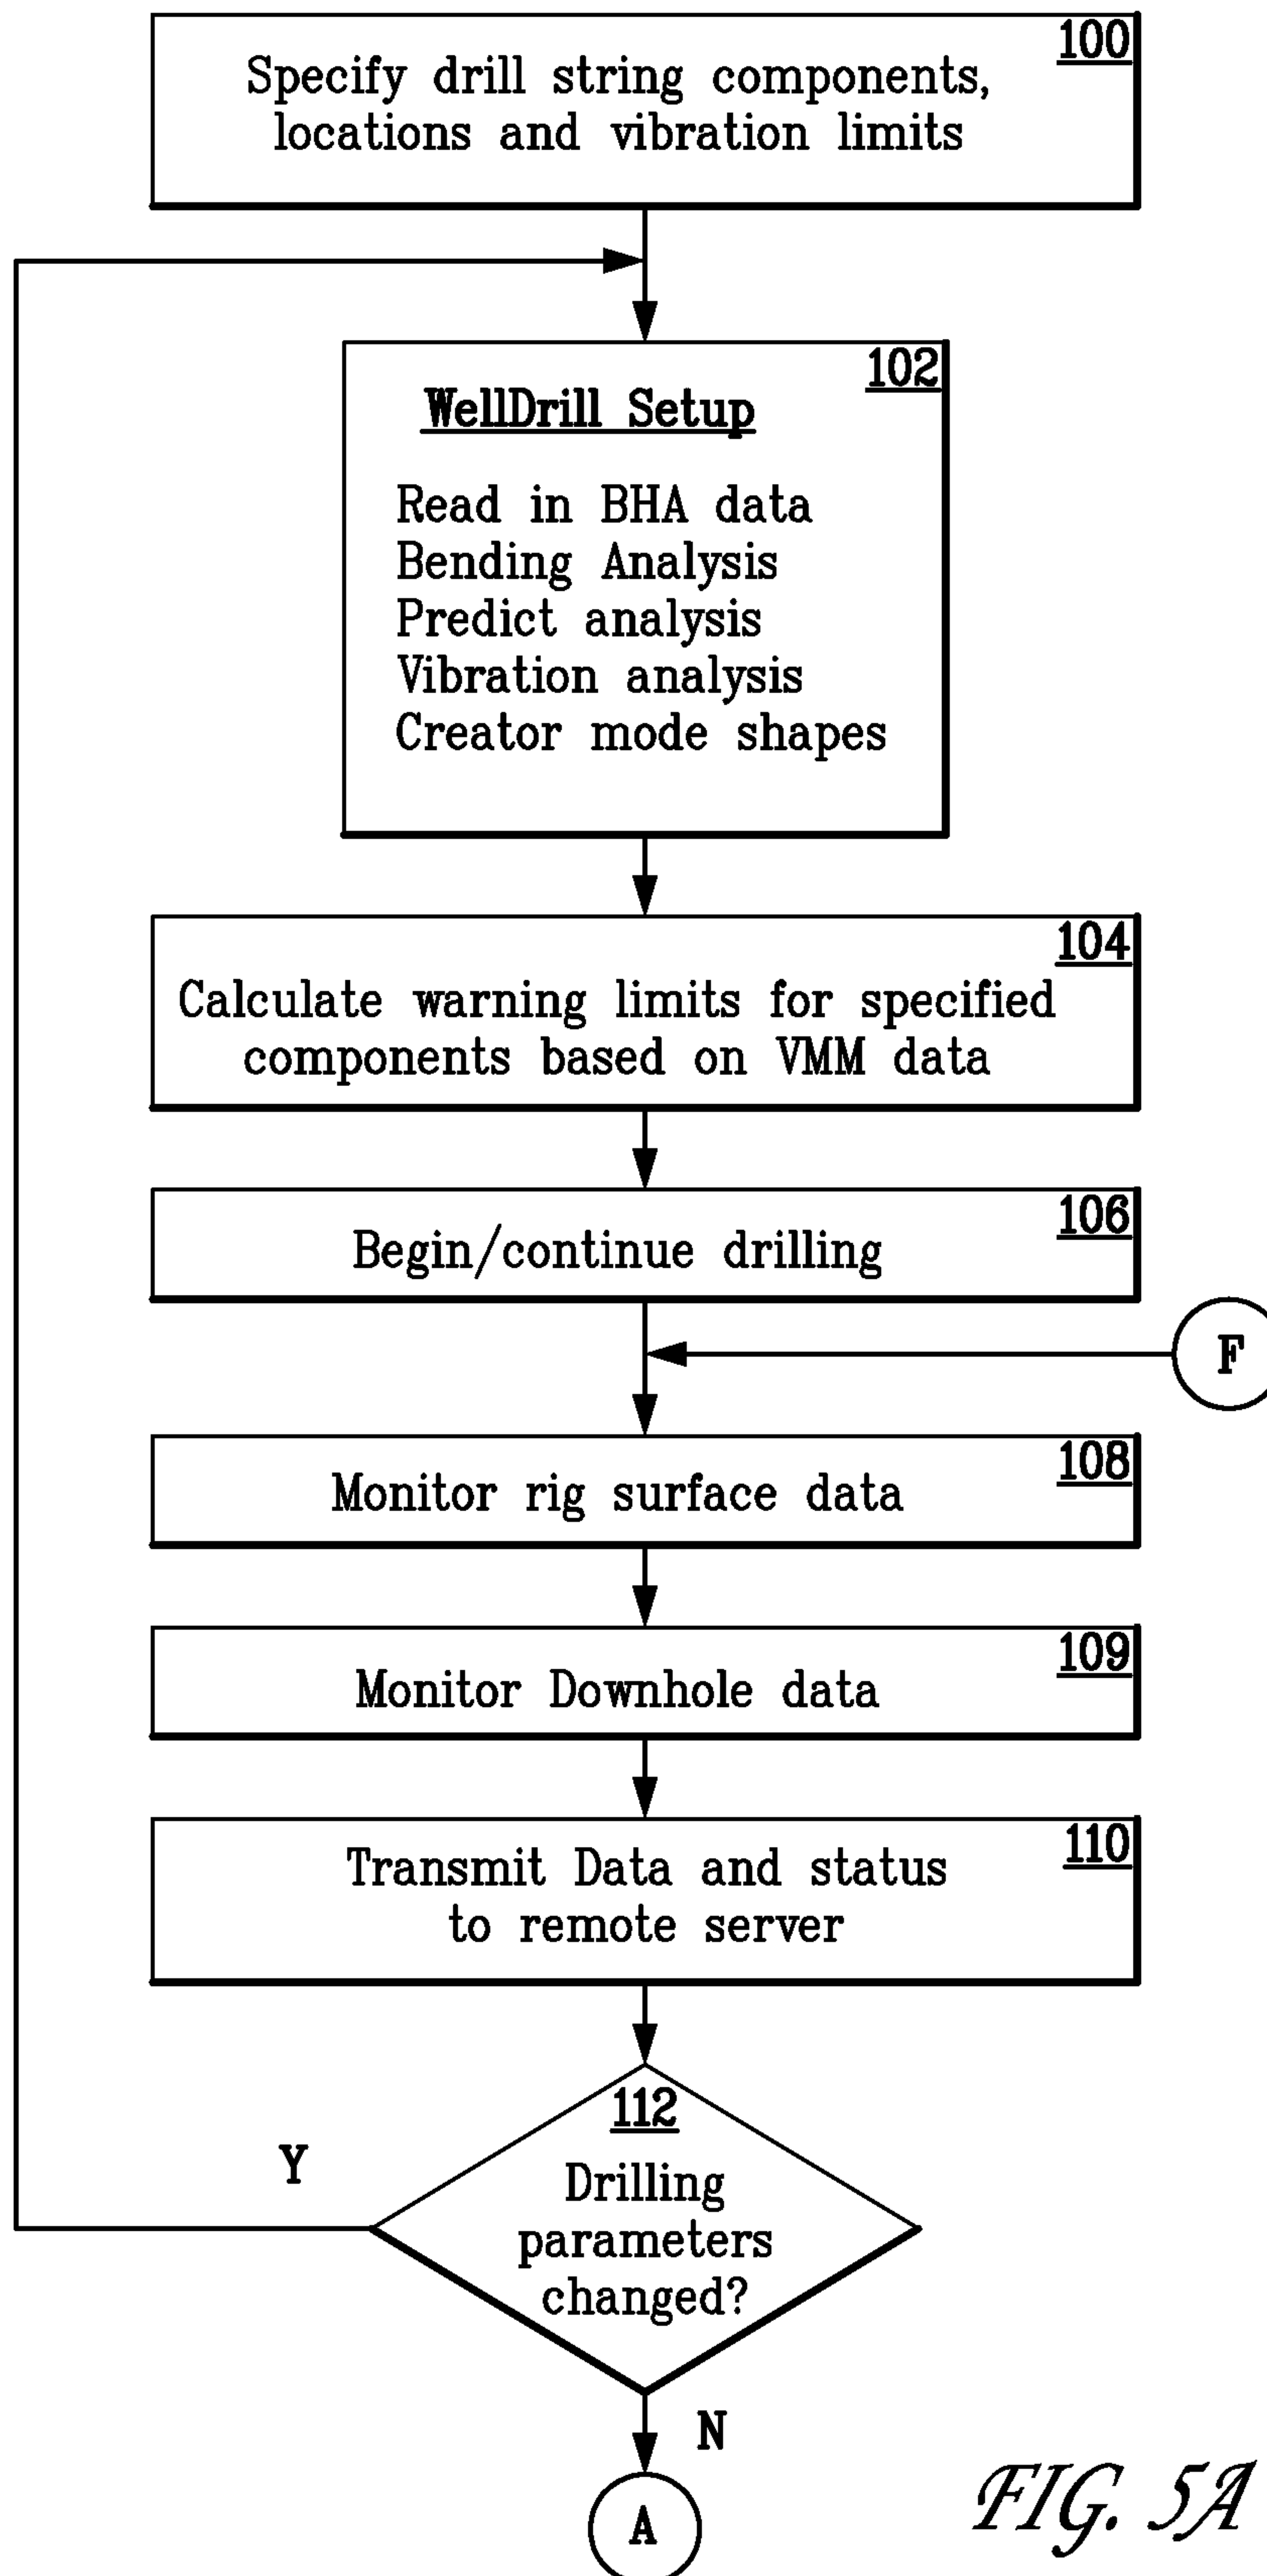 100
Specify drill string components,
locations and vibration limits
102
WellDrill Setup
Read in BHA data
Bending Analysis
Predict analysis
Vibration analysis
Creator mode shapes
104
Calculate warning limits for specified
components based on VMM data
106
Begin/continue drilling
F
108
Monitor rig surface data
109
Monitor Downhole data
110
Transmit Data and status
to remote server
112
Drilling
parameters
changed?
Y
N
A
FIG. 5A